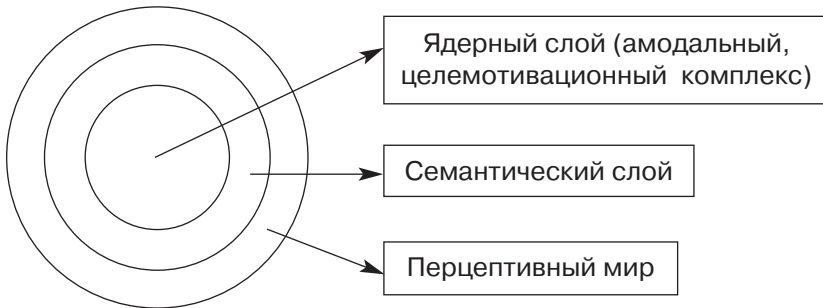 Ядерный слой (амодальный,
целемотивационный комплекс)
Семантический слой
Перцептивный мир